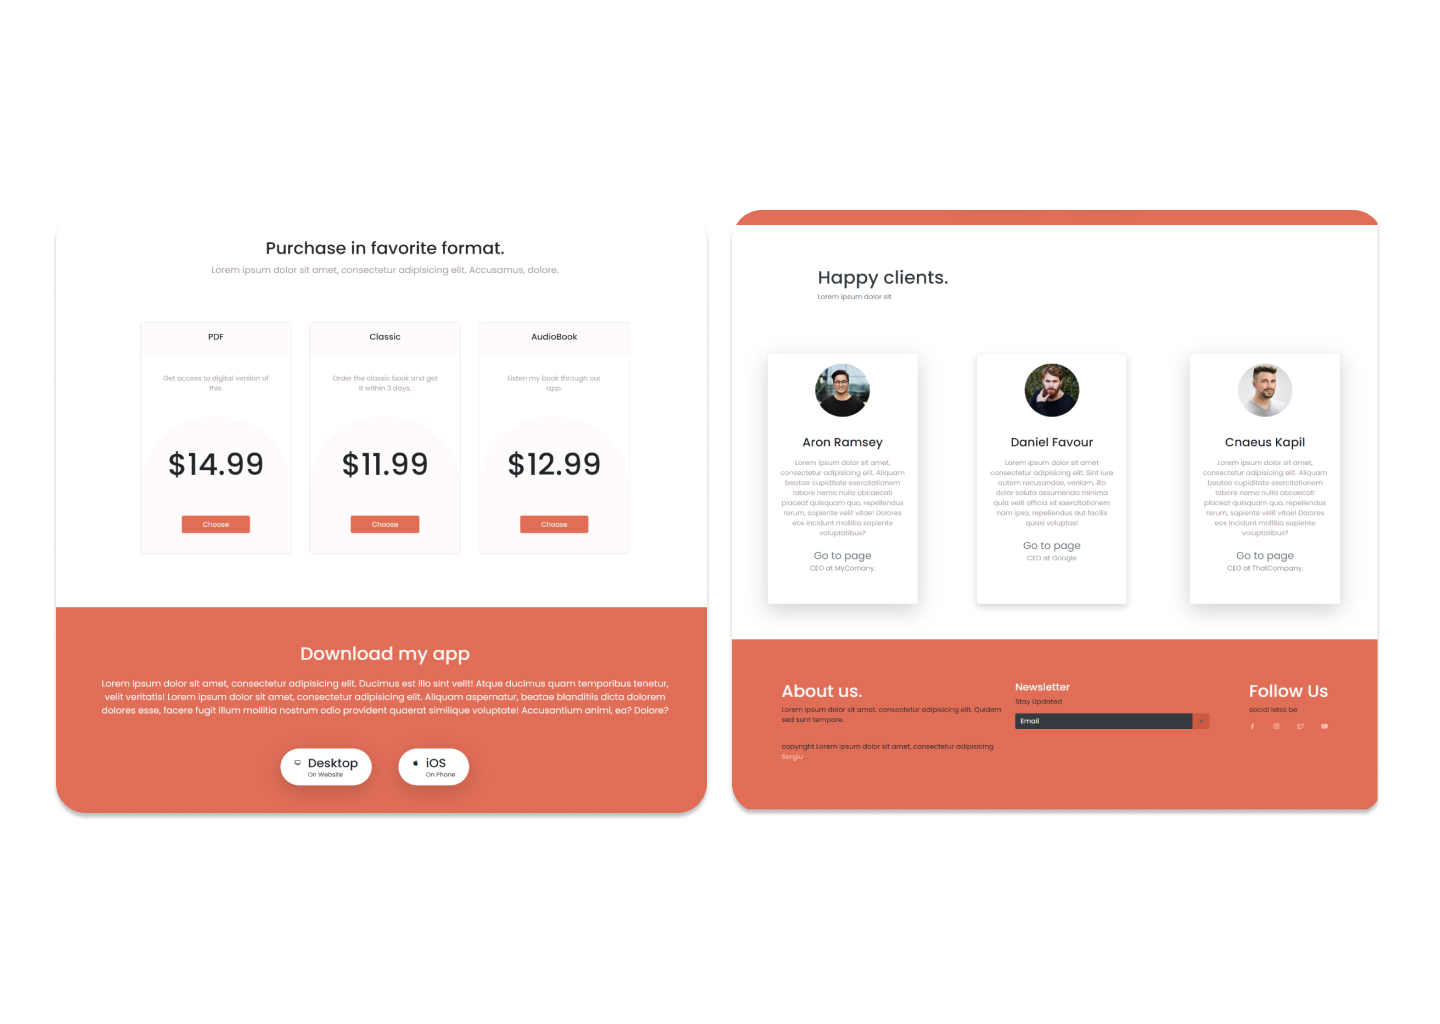 Purchase in favorite format.
Lorem ipsum dolor sit amet, consectetur adipisicing elit. Accusamus, dolore.
PDF
Get access to digital version of
this.
$14.99
Choose
Classic
Order the classic book and get
it within 3 days.
$11.99
Choose
AudioBook
Listen my book through our
app.
$12.99
Choose
Download my app
Lorem ipsum dolor sit amet, consectetur adipisicing elit. Ducimus est illo sint velit! Atque ducimus quam temporibus tenetur,
velit veritatis! Lorem ipsum dolor sit amet, consectetur adipisicing elit. Aliquam aspernatur, beatae blanditiis dicta dolorem
dolores esse, facere fugit illum mollitia nostrum odio provident quaerat similique voluptate! Accusantium animi, ea? Dolore?
Desktop
On Website
iOS
On Phone
Happy clients.
Lorem ipsum dolor sit.
Aron Ramsey
Lorem ipsum dolor sit amet,
consectetur adipisicing elit. Aliquam
beatae cupiditate exercitationem
labore nemo nulla obcaecati
placeat quisquam quo, repellendus
rerum, sapiente velit vitae! Dolores
eos incidunt mollitia sapiente
voluptatibus?
Go to page
CEO at MyComany.
Daniel Favour
Lorem ipsum dolor sit amet
consectetur adipisicing elit. Sint iure
autem recusandae, veniam, illo
dolor soluta assumenda minima
quia velit officia sit exercitationem
nam ipsa, repellendus aut facilis
quasi voluptas!
Go to page
CEO at Google
Cnaeus Kapil
Lorem ipsum dolor sit amet,
consectetur adipisicing elit. Aliquam
beatae cupiditate exercitationem
labore nemo nulla obcaecati
placeat quisquam quo, repellendus
rerum, sapiente velit vitae! Dolores
eos incidunt mollitia sapiente
voluptatibus?
Go to page
CEO at ThatCompany.
About us.
Lorem ipsum dolor sit amet, consectetur adipisicing elit. Quidem
sed sunt tempore.
copyright Lorem ipsum dolor sit amet, consectetur adipisicing
Sergiu
Newsletter
Stay Updated
Email
Follow Us
social letss be